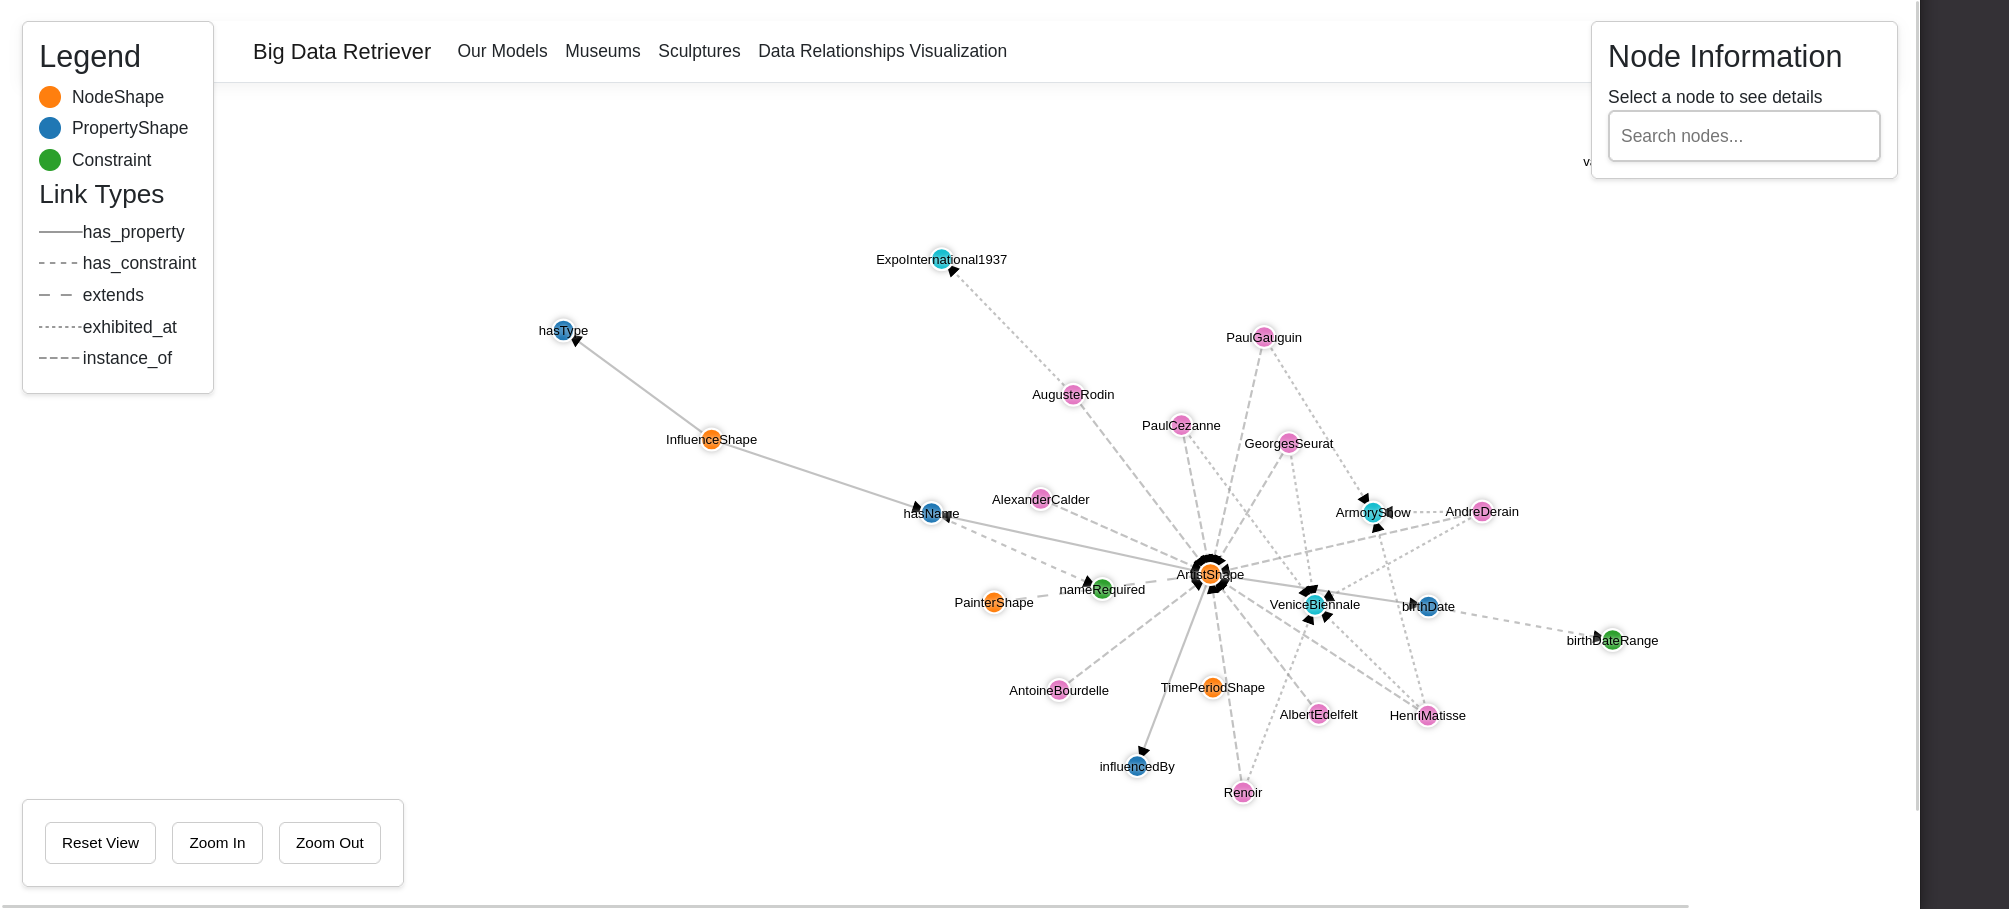 Legend
NodeShape
PropertyShape
Constraint
Link Types
has_property
has_constraint
extends
exhibited_at
instance_of
Big Data Retriever
Our Models
Museums
Sculptures
Data Relationships Visualization
Node Information
Select a node to see details
Search nodes...
ExpoInternational1937
hasType
PaulGauguin
AugusteRodin
PaulCezanne
InfluenceShape
GeorgesSeurat
AlexanderCalder
hasName
ArmoryShow
AndreDerain
ArtistShape
nameRequired
PainterShape
VeniceBiennale
birthDate
birthDateRange
AntoineBourdelle
TimePeriodShape
AlbertEdelfelt
HenriMatisse
influencedBy
Renoir
Reset View
Zoom In
Zoom Out